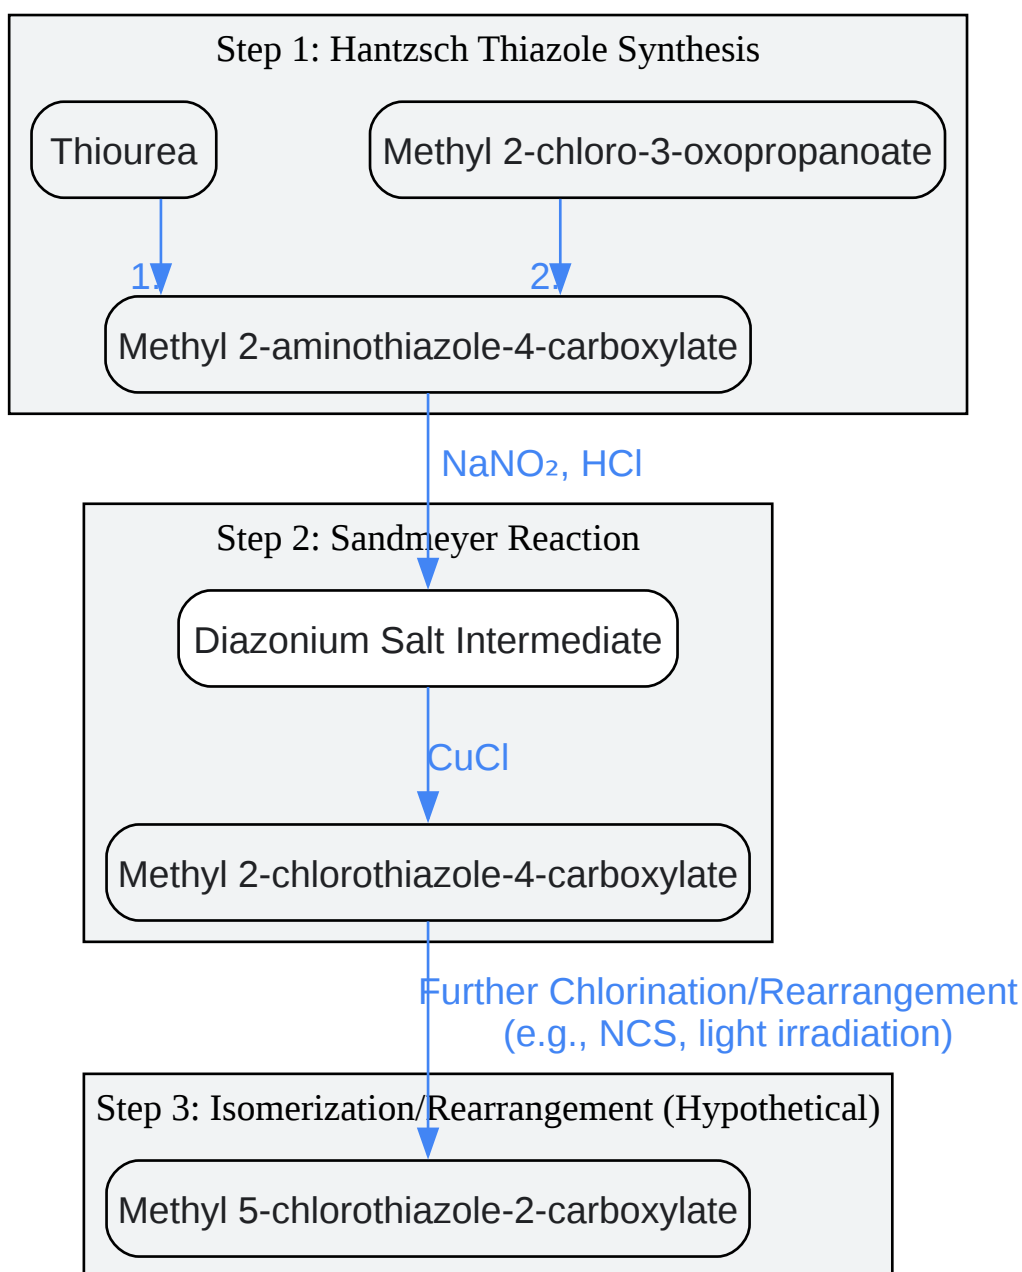 Step 1: Hantzsch Thiazole Synthesis
Thiourea
Methyl 2-chloro-3-oxopropanoate
1.
2.
Methyl 2-aminothiazole-4-carboxylate
NaNO₂, HCl
Step 2: Sandmeyer Reaction
Diazonium Salt Intermediate
CuCl
Methyl 2-chlorothiazole-4-carboxylate
Further Chlorination/Rearrangement
(e.g., NCS, light irradiation)
Step 3: Isomerization/Rearrangement (Hypothetical)
Methyl 5-chlorothiazole-2-carboxylate